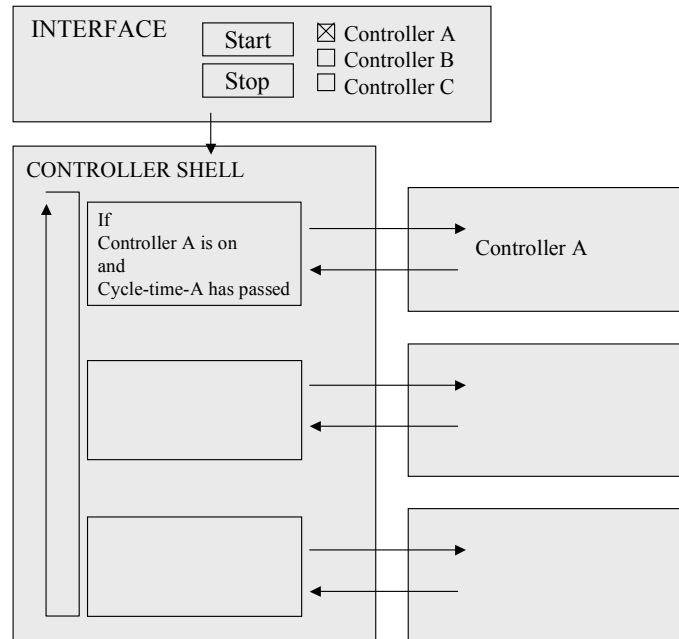 INTERFACE
Start
Stop
Controller A
Controller B
Controller C
CONTROLLER SHELL
If
Controller A is on
and
Cycle-time-A has passed
Controller A